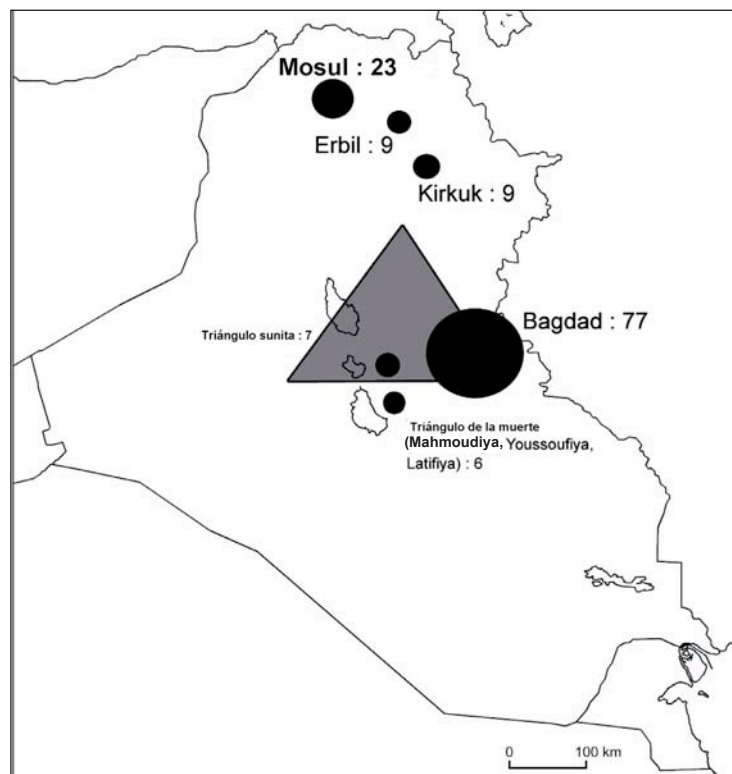 Mosul : 23
Erbil : 9
Kirkuk : 9
Bagdad : 77
Triángulo sunita : 7
Triángulo de la muerte
(Mahmoudiya, Youssoufiya,
Latifiya) : 6
0 100 km